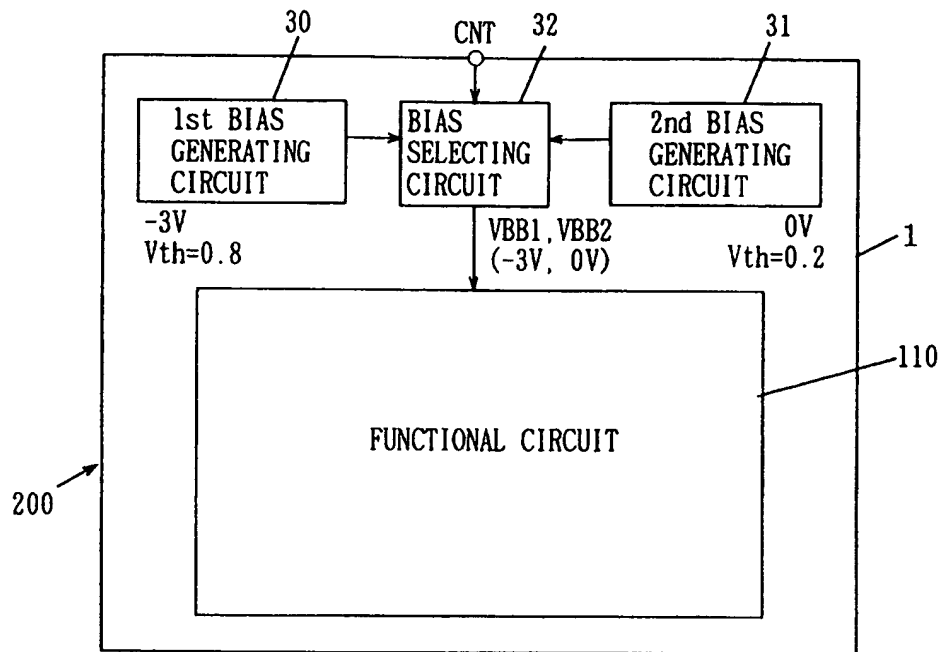 30
CNT
32
31
1st BIAS
GENERATING
CIRCUIT
BIAS
SELECTING
CIRCUIT
2nd BIAS
GENERATING
CIRCUIT
-3V
Vth=0.8
VBB1, VBB2
(-3V, 0V)
0V
Vth=0.2
1
110
FUNCTIONAL CIRCUIT
200